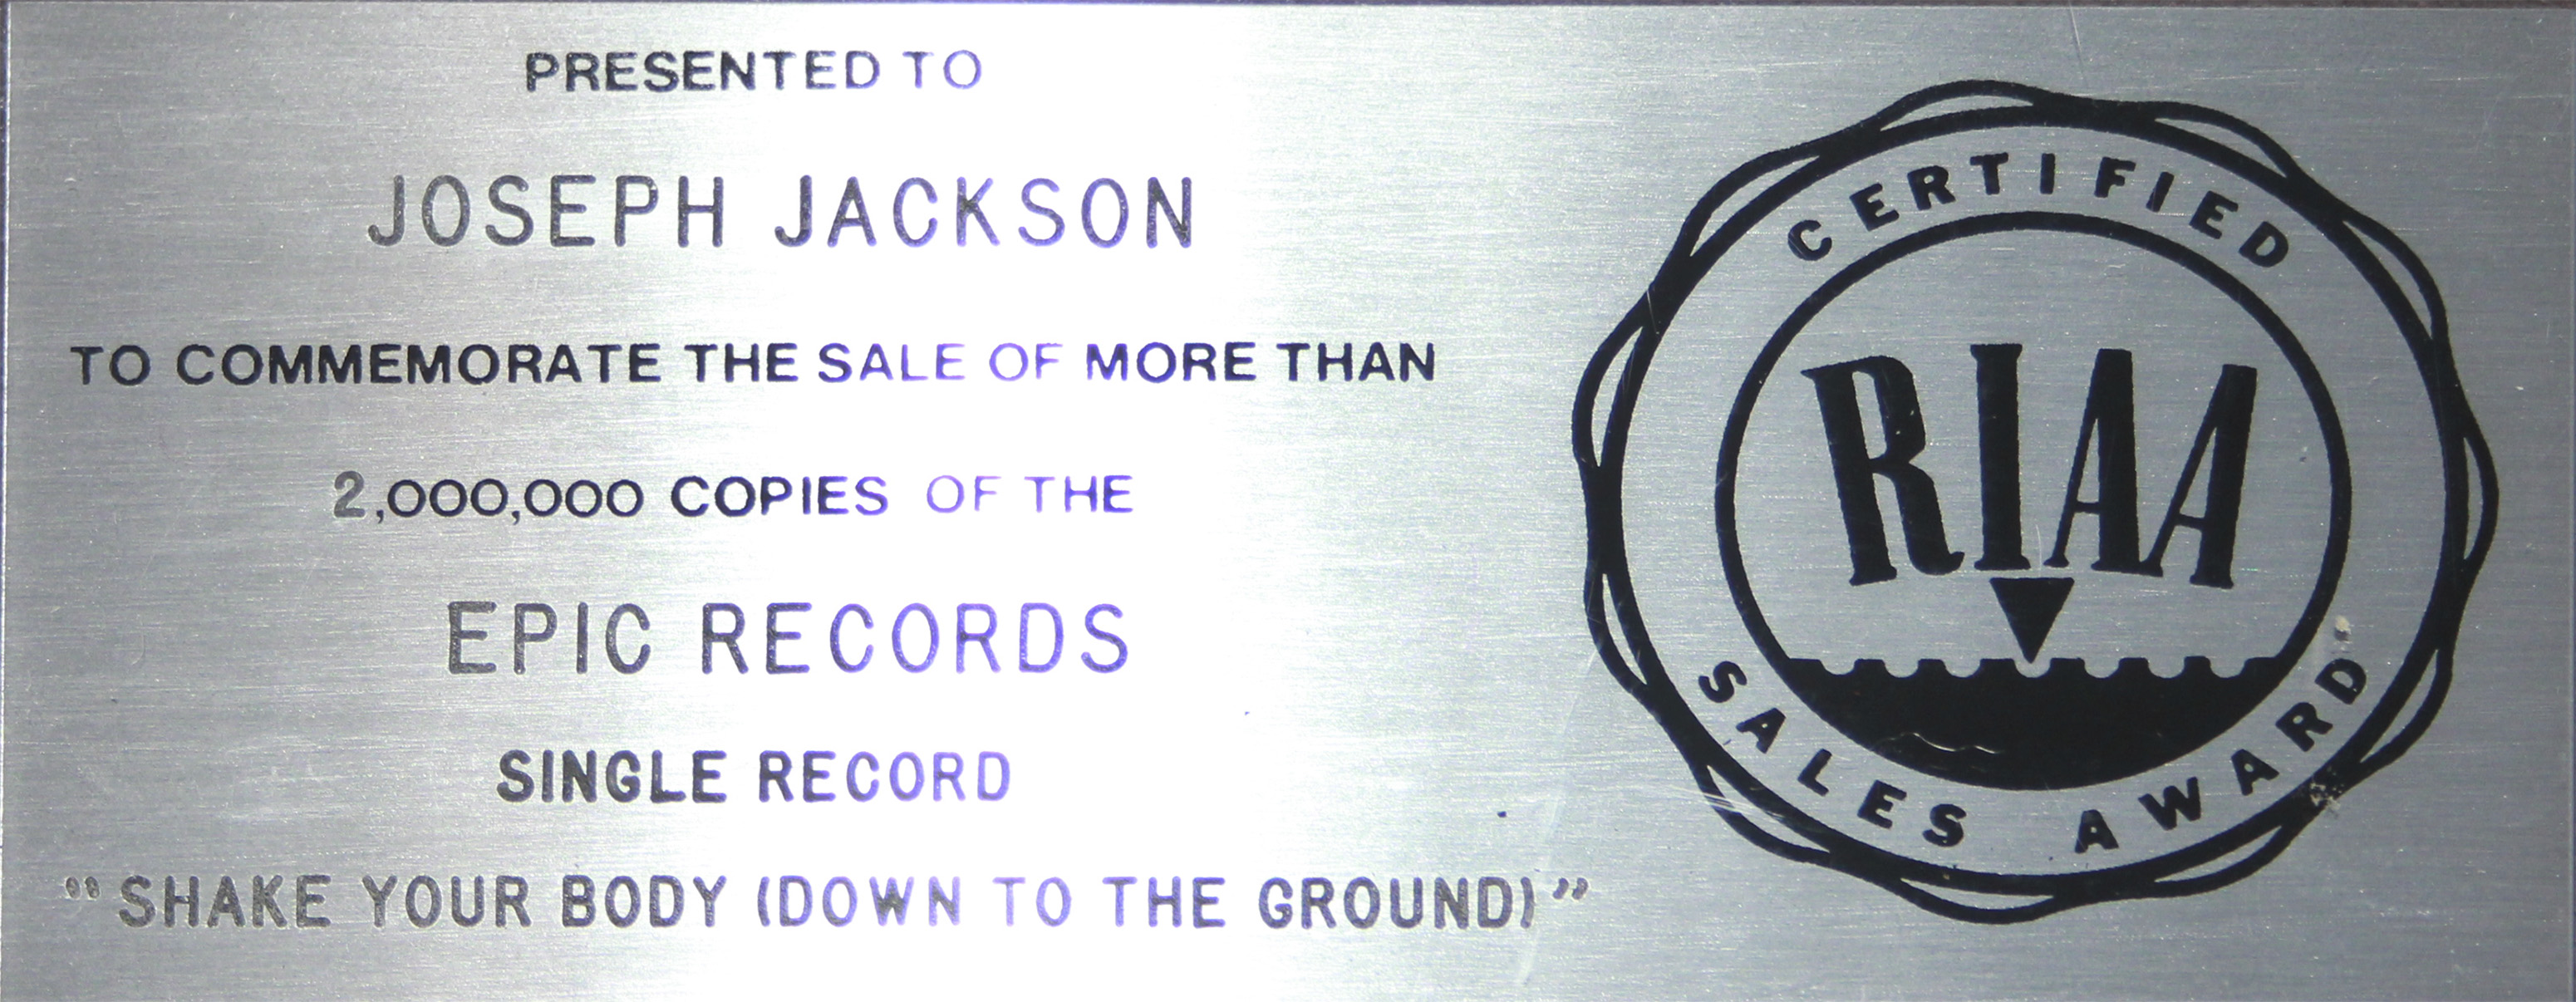 PRESENTED TO
JOSEPH JACKSON
TO COMMEMORATE THE SALE OF MORE THAN
2,000,000 COPIES OF THE
EPIC RECORDS
SINGLE RECORD
"SHAKE YOUR BODY (DOWN TO THE GROUND)"
CERTIFIED
RIAA
SALES AWARD